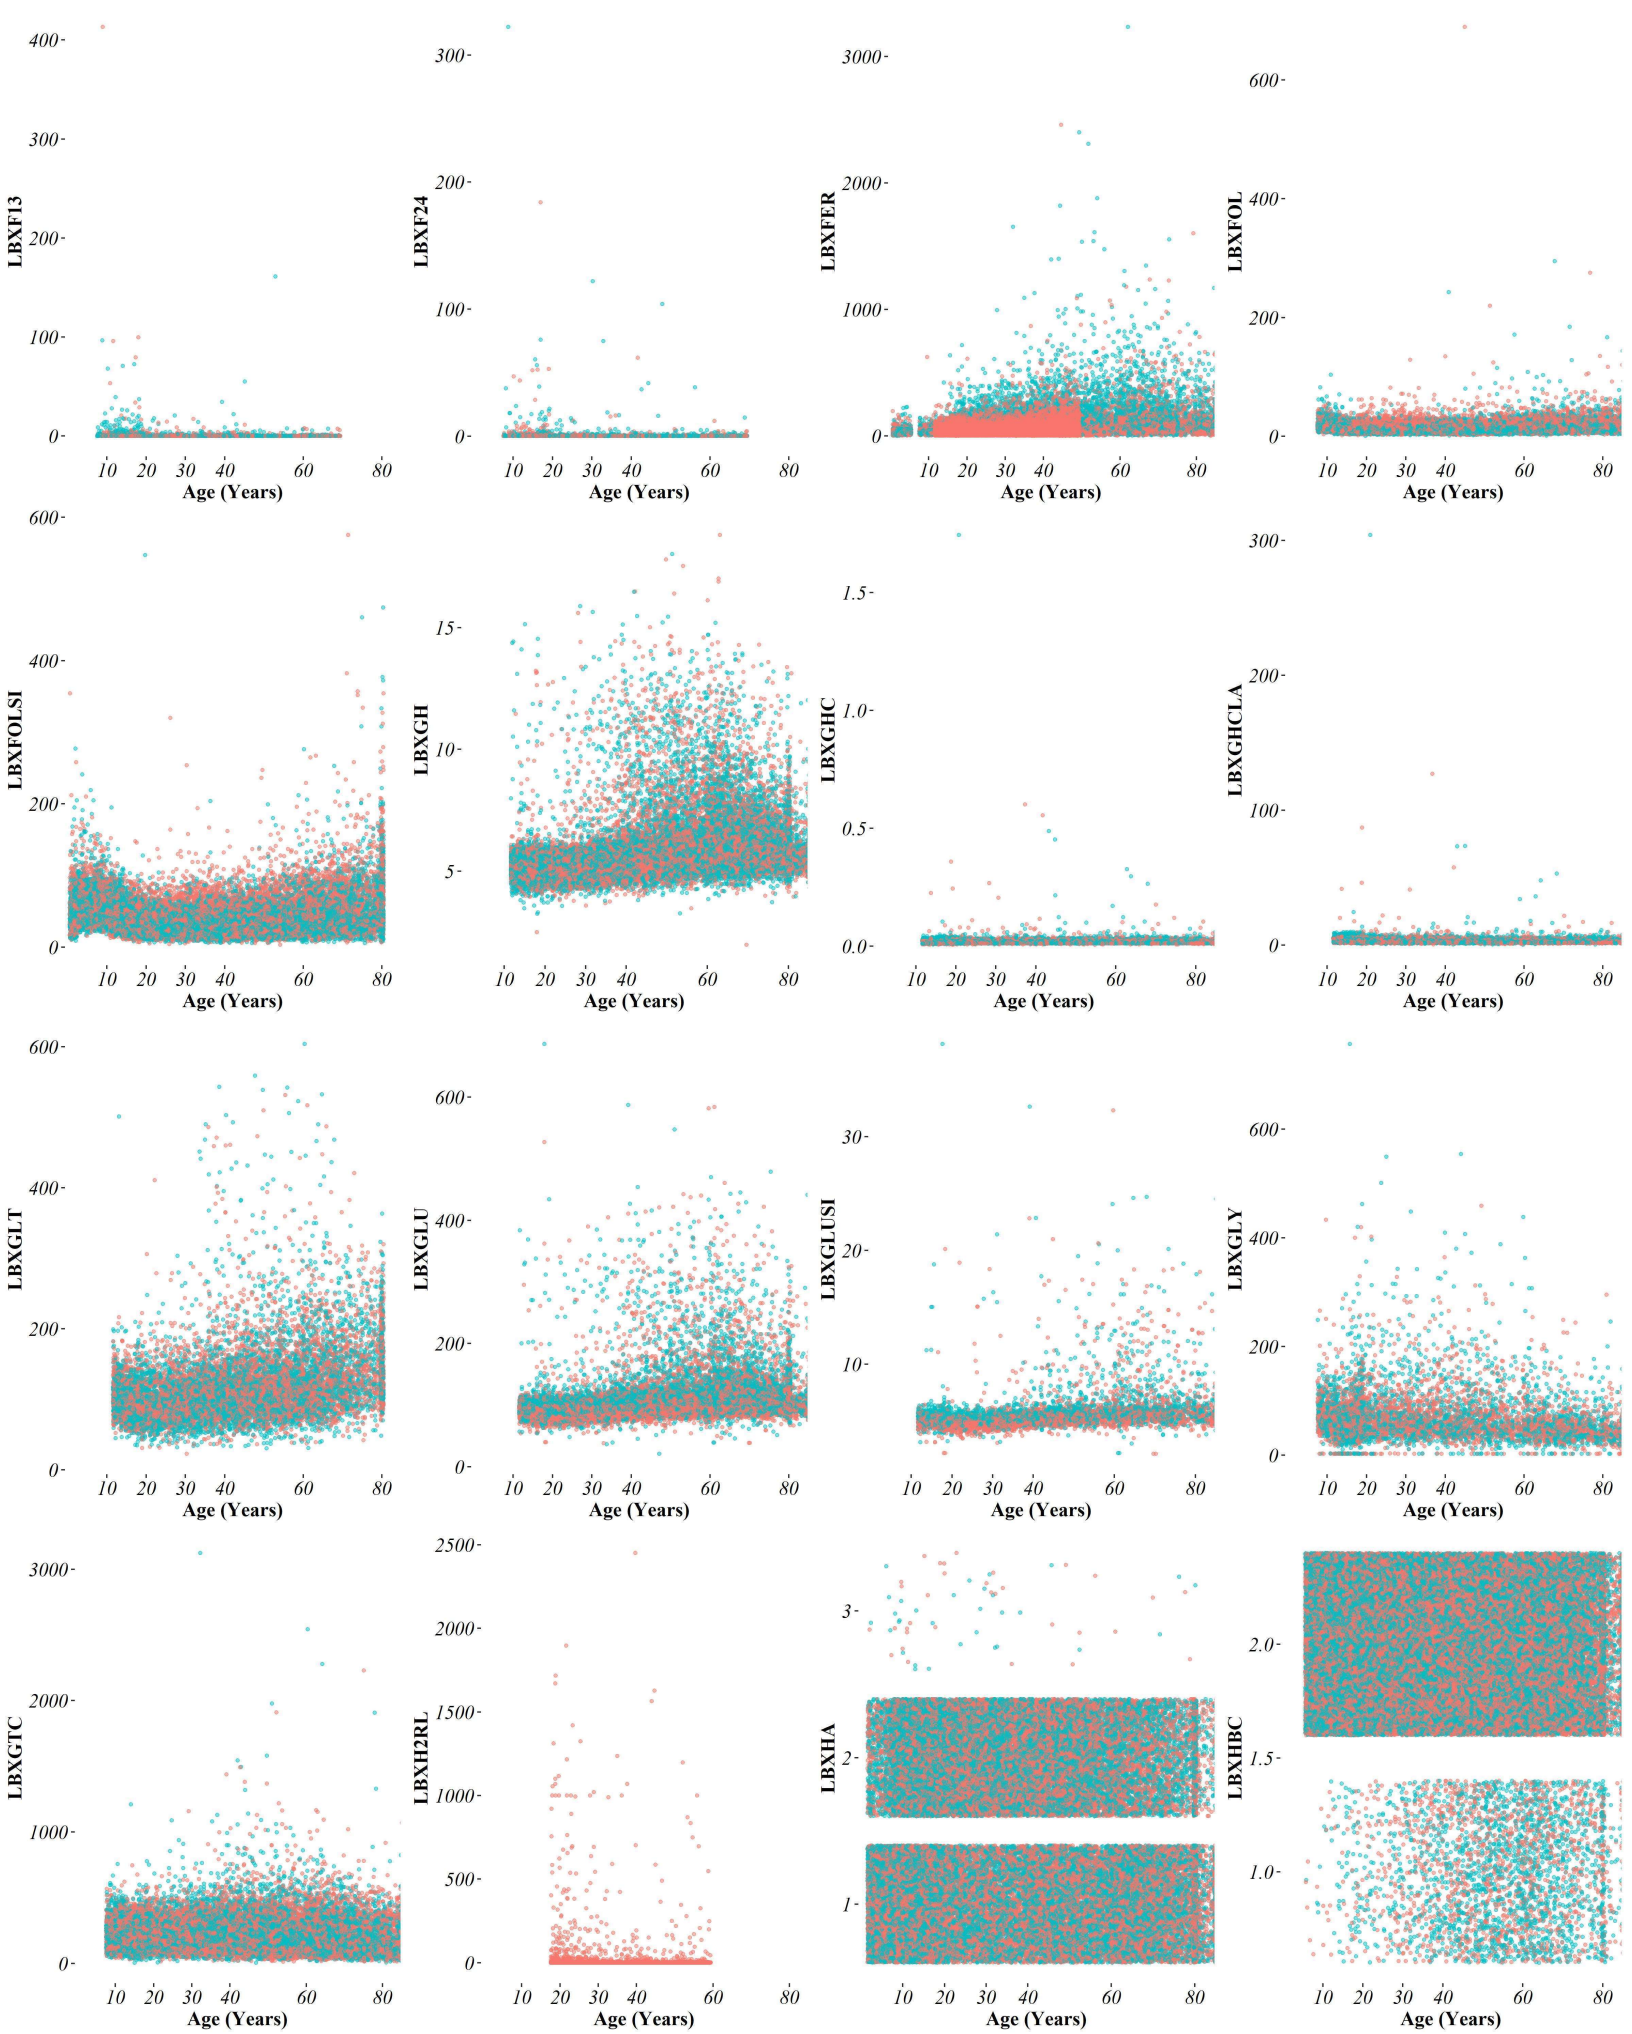 LBXF13
400-
300-
200-
100-
0-
10 20 30 40 60 80
Age (Years)
LBXF24
300-
200-
100-
0-
10 20 30 40 60 80
Age (Years)
LBXFER
3000-
2000-
1000-
0-
10 20 30 40 60 80
Age (Years)
LBXFOL
600-
400-
200-
0-
10 20 30 40 60 80
Age (Years)
LBXFOLSI
600-
400-
200-
0-
10 20 30 40 60 80
Age (Years)
LBXGH
15-
10-
5-
10 20 30 40 60 80
Age (Years)
LBXGHC
1.5-
1.0-
0.5-
0.0-
10 20 30 40 60 80
Age (Years)
LBXGHCLA
300-
200-
100-
0-
10 20 30 40 60 80
Age (Years)
LBXGLT
600-
400-
200-
0-
10 20 30 40 60 80
Age (Years)
LBXGLU
600-
400-
200-
0-
10 20 30 40 60 80
Age (Years)
LBXGLUSI
30-
20-
10-
10 20 30 40 60 80
Age (Years)
LBXGLY
600-
400-
200-
0-
10 20 30 40 60 80
Age (Years)
LBXGTC
3000-
2000-
1000-
0-
10 20 30 40 60 80
Age (Years)
LBXH2RL
2500-
2000-
1500-
1000-
500-
0-
10 20 30 40 60 80
Age (Years)
LBXHA
3-
2-
1-
10 20 30 40 60 80
Age (Years)
LBXHBC
2.0-
1.5-
1.0-
10 20 30 40 60 80
Age (Years)